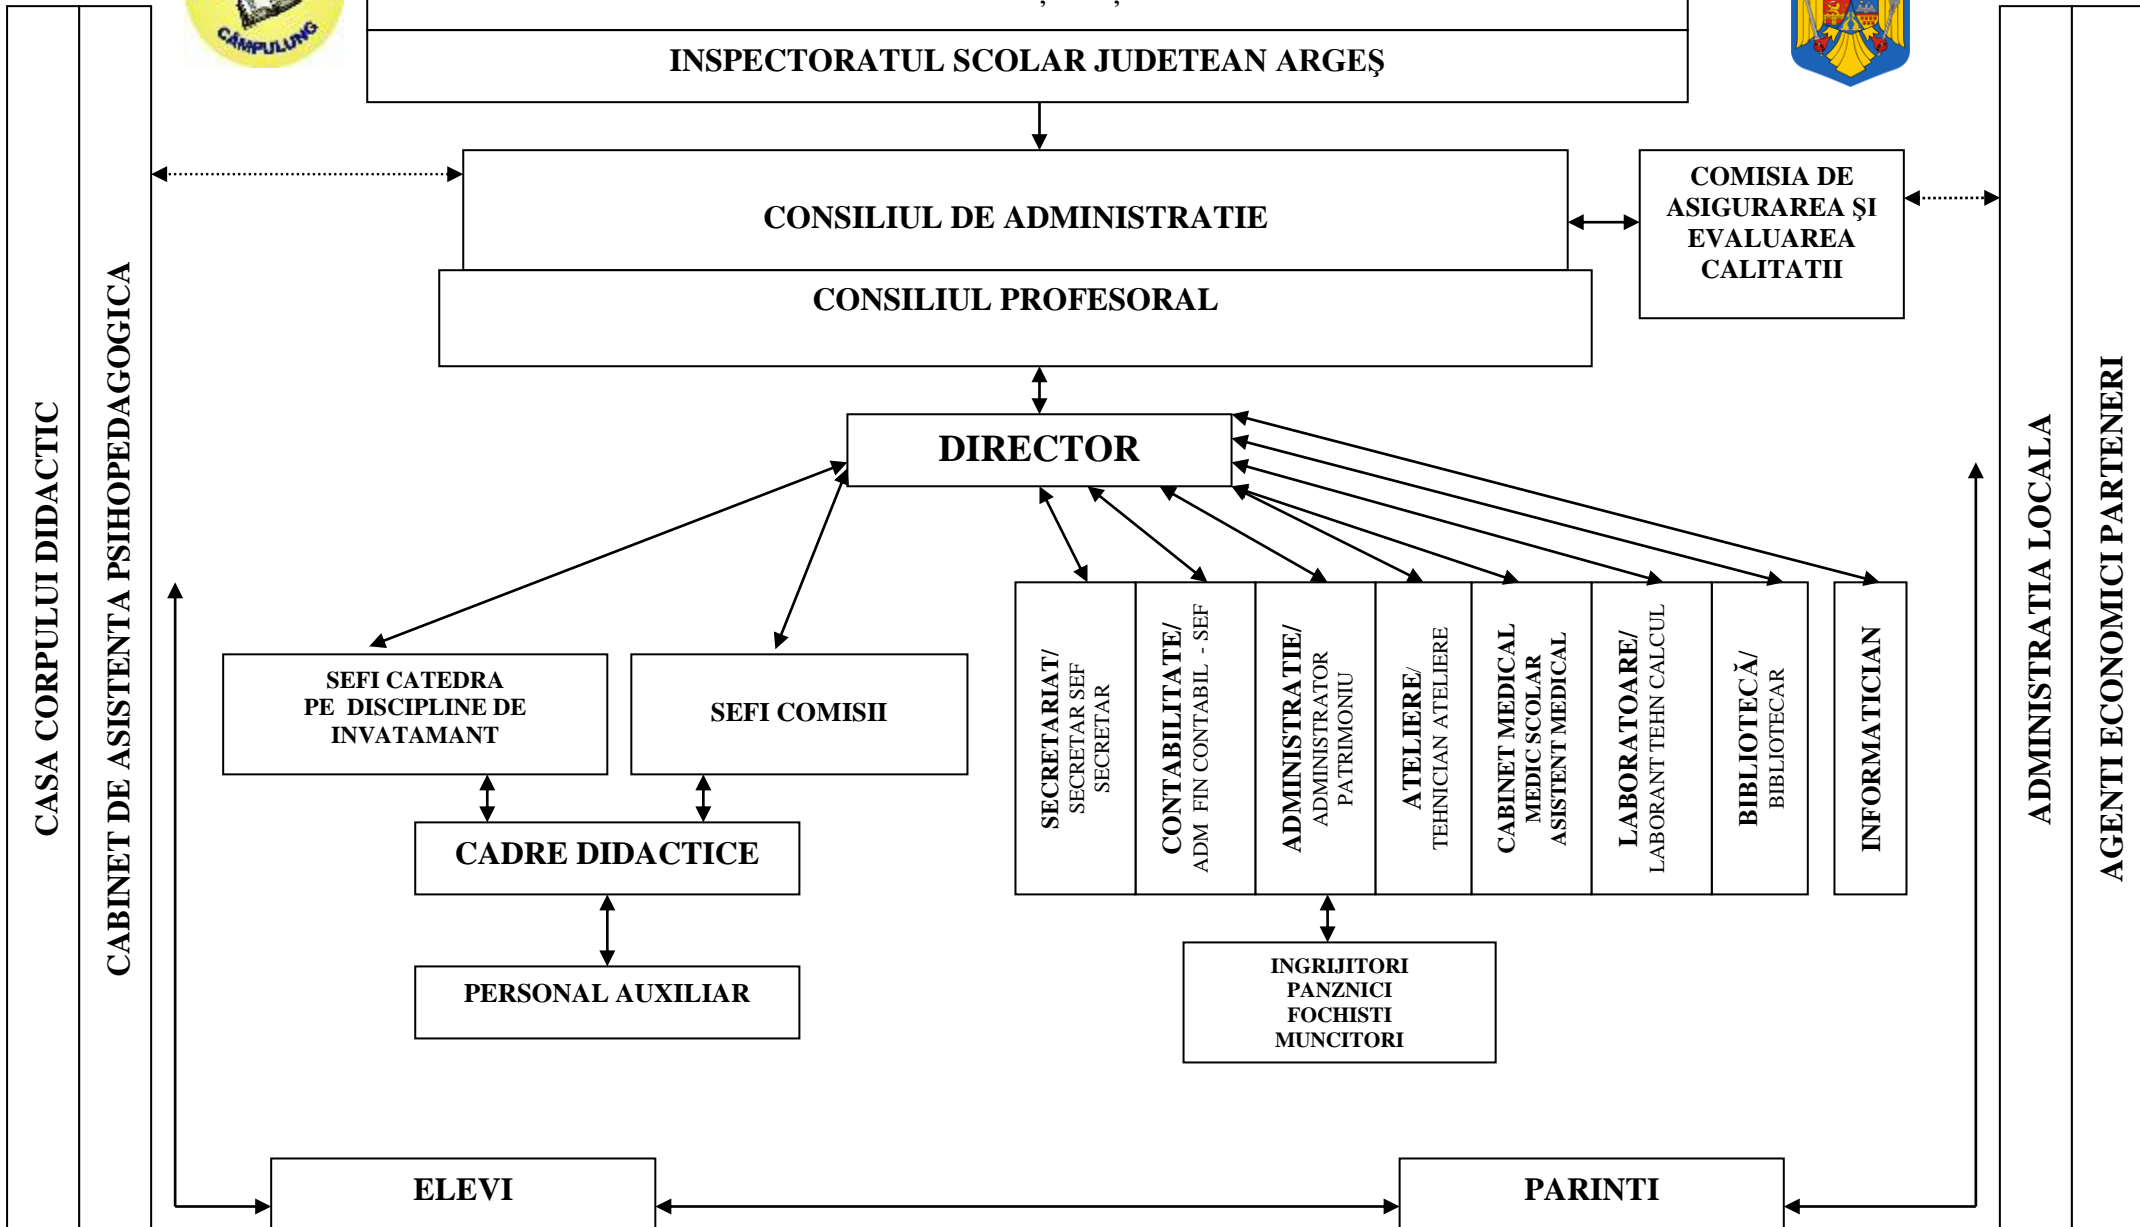 CÂMPULUNG
INSPECTORATUL SCOLAR JUDETEAN ARGEŞ
CONSILIUL DE ADMINISTRATIE
COMISIA DE
ASIGURAREA ŞI
EVALUAREA
CALITATII
CONSILIUL PROFESORAL
DIRECTOR
CASA CORPULUI DIDACTIC
CABINET DE ASISTENTA PSIHOPEDAGOGICA
SEFI CATEDRA
PE DISCIPLINE DE
INVATAMANT
SEFI COMISII
SECRETARIAT/
SECRETAR SEF
SECRETAR
CONTABILITATE/
ADM FIN CONTABIL - SEF
ADMINISTRATIE/
ADMINISTRATOR
PATRIMONIU
ATELIERE/
TEHNICIAN ATELIERE
CABINET MEDICAL
MEDIC SCOLAR
ASISTENT MEDICAL
LABORATOARE/
LABORANT TEHN CALCUL
BIBLIOTECĂ/
BIBLIOTECAR
INFORMATICIAN
ADMINISTRATIA LOCALA
AGENTI ECONOMICI PARTENERI
CADRE DIDACTICE
PERSONAL AUXILIAR
INGRIJITORI
PANZNICI
FOCHISTI
MUNCITORI
ELEVI
PARINTI